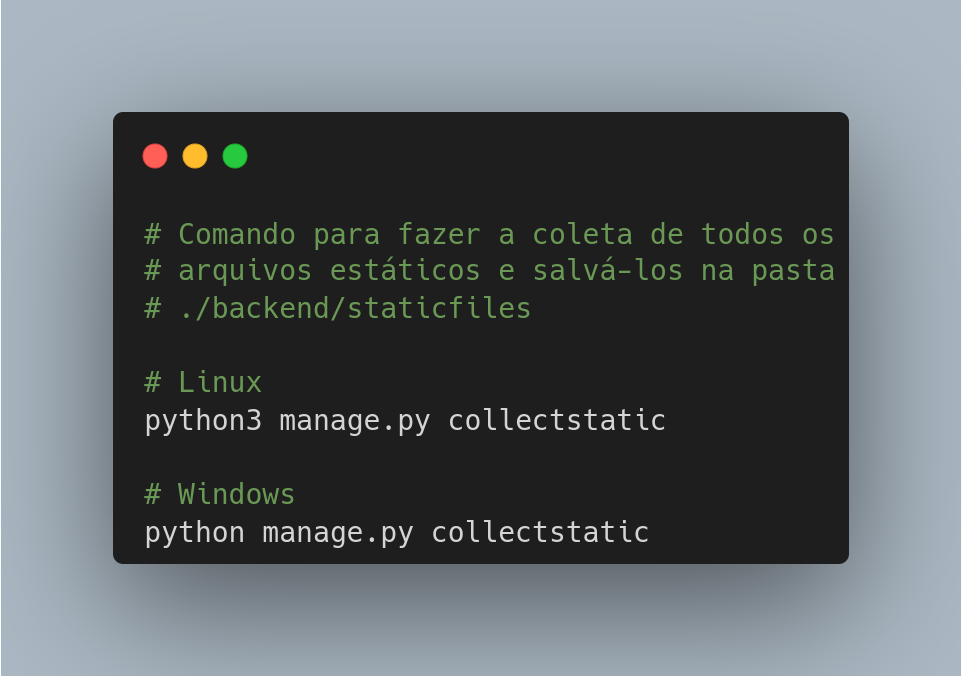 # Comando para fazer a coleta de todos os
# arquivos estáticos e salvá-los na pasta
# ./backend/staticfiles
# Linux
python3 manage.py collectstatic
# Windows
python manage.py collectstatic